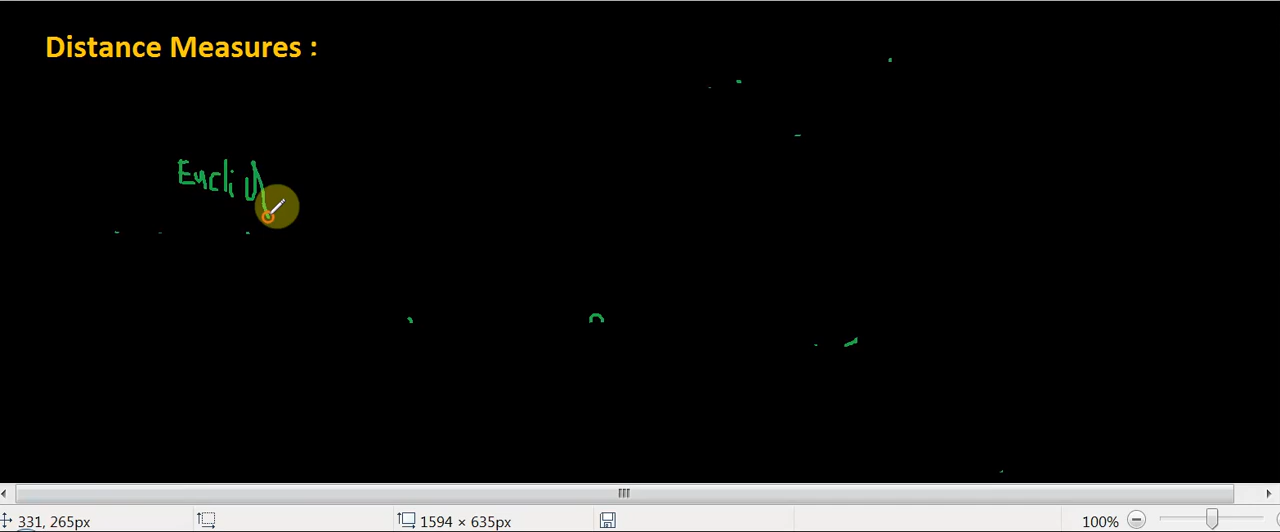 Distance Measures :
Euclid
331, 265px
1594 × 635px
100%